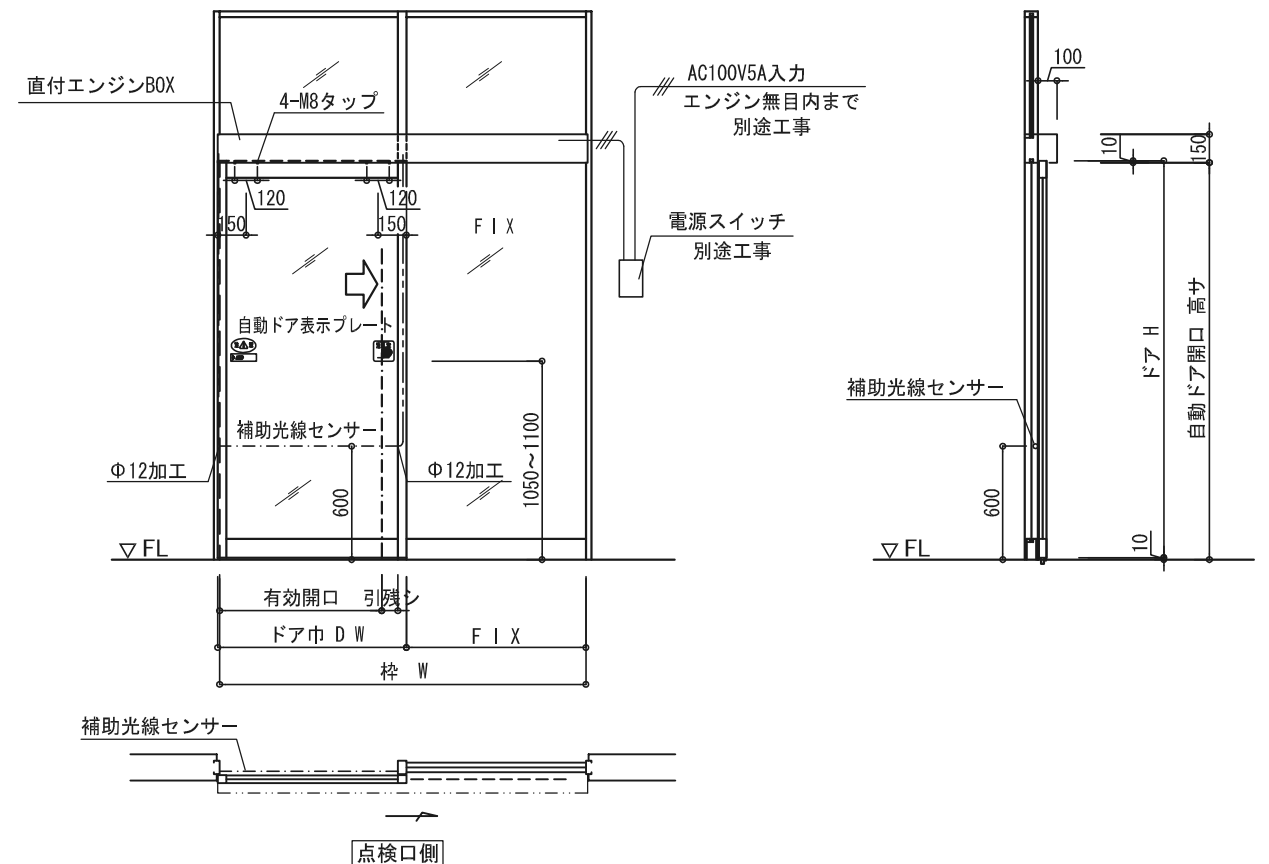 直付エンジンBOX
4-M8タップ
AC100V5A入力
エンジン無目内まで
別途工事
100
10
150
120
120
150
150
FIX
電源スイッチ
別途工事
自動ドア表示プレート
補助光線センサー
Φ12加工
Φ12加工
600
1050～1100
▽FL
有効開口
引残シ
ドア巾 DW
FIX
枠 W
補助光線センサー
600
▽FL
10
ドア H
自動ドア開口 高サ
補助光線センサー
点検口側